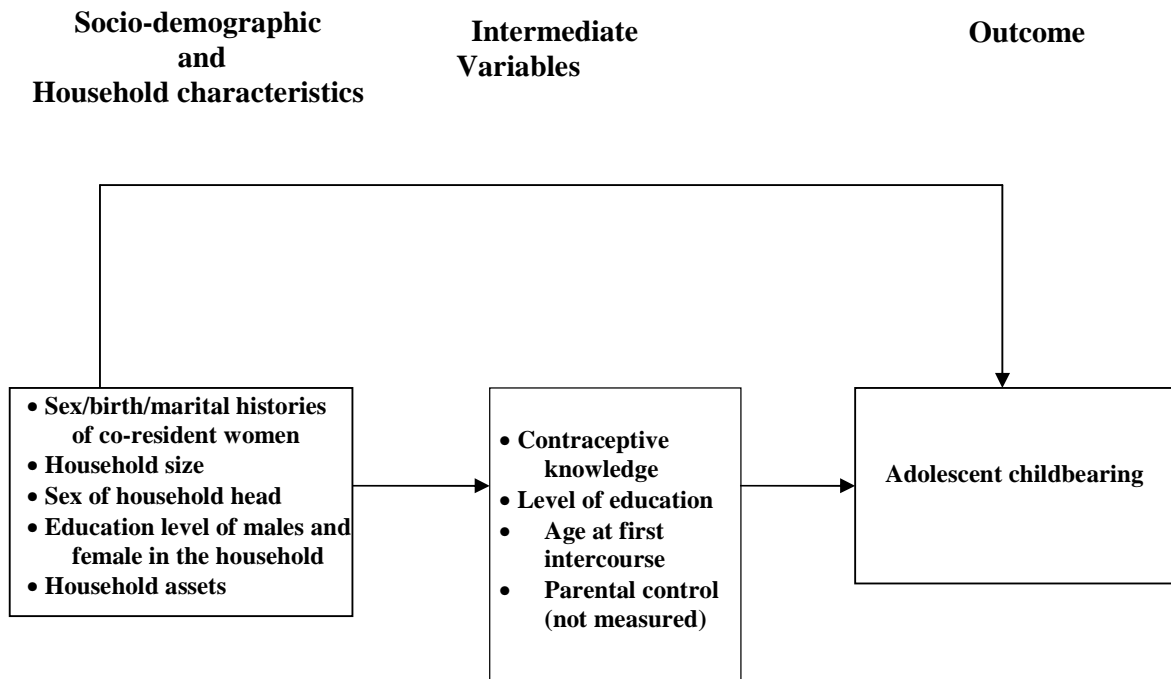 Socio-demographic
and
Household characteristics
Intermediate
Variables
Outcome
• Sex/birth/marital histories
of co-resident women
• Household size
• Sex of household head
• Education level of males and
female in the household
• Household assets
• Contraceptive
knowledge
• Level of education
• Age at first
intercourse
• Parental control
(not measured)
Adolescent childbearing